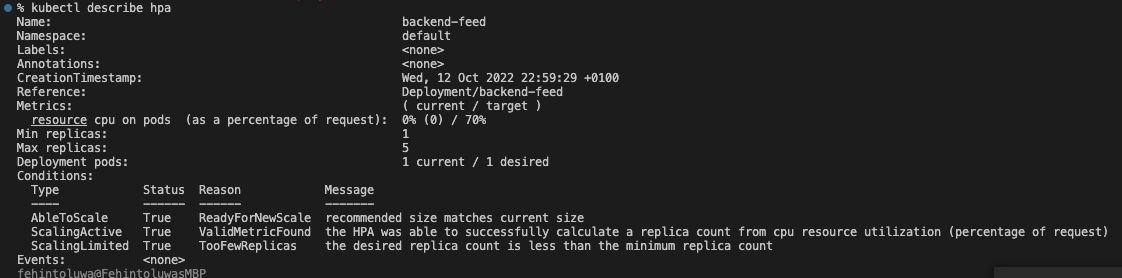 % kubectl describe hpa
Name: backend-feed
Namespace: default
Labels: <none>
Annotations: <none>
CreationTimestamp: Wed, 12 Oct 2022 22:59:29 +0100
Reference: Deployment/backend-feed
Metrics: ( current / target )
resource cpu on pods (as a percentage of request): 0% (0) / 70%
Min replicas: 1
Max replicas: 5
Deployment pods: 1 current / 1 desired
Conditions:
Type Status Reason Message
---- ------ ------ -------
AbleToScale True ReadyForNewScale recommended size matches current size
ScalingActive True ValidMetricFound the HPA was able to successfully calculate a replica count from cpu resource utilization (percentage of request)
ScalingLimited True TooFewReplicas the desired replica count is less than the minimum replica count
Events: <none>
fehintoluwa@FehintoluwasMBP